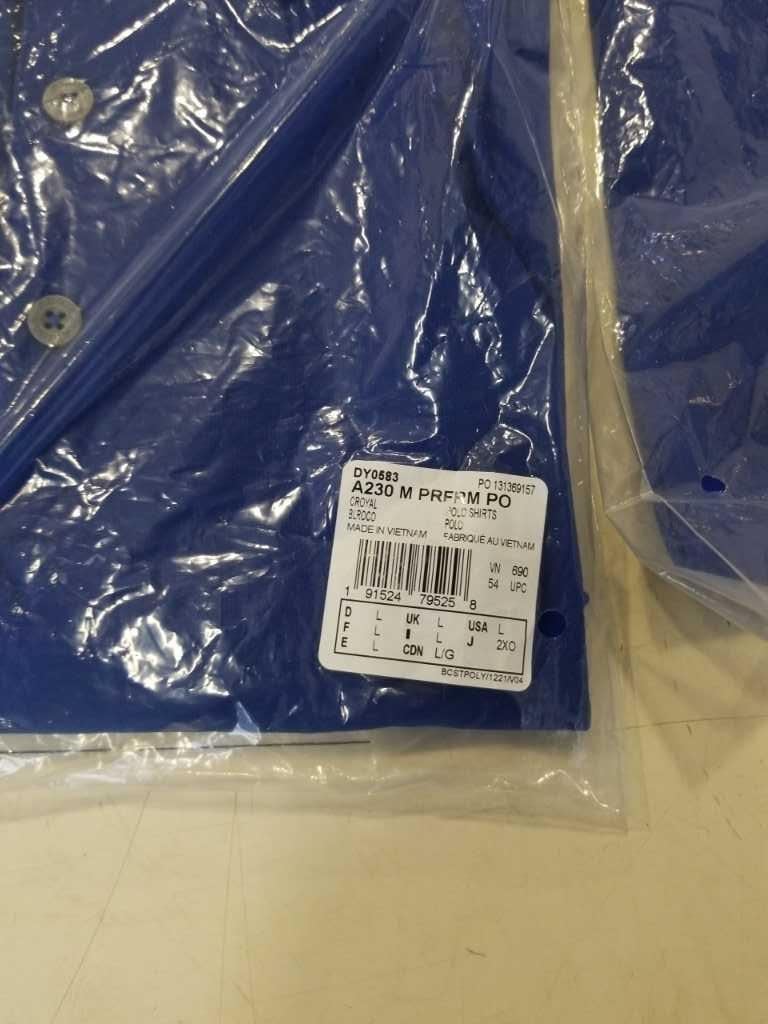 DY0583 PO 131369157
A230 M PRFRM PO
CROYAL POLO SHIRTS
BLROCO POLO
MADE IN VIETNAM FABRIQUE AU VIETNAM
VN 690
54 UPC
1 91524 79525 8
D L UK L USA L
F L I L J 2XO
E L CDN L/G
BCSTPOLY/1221/V04